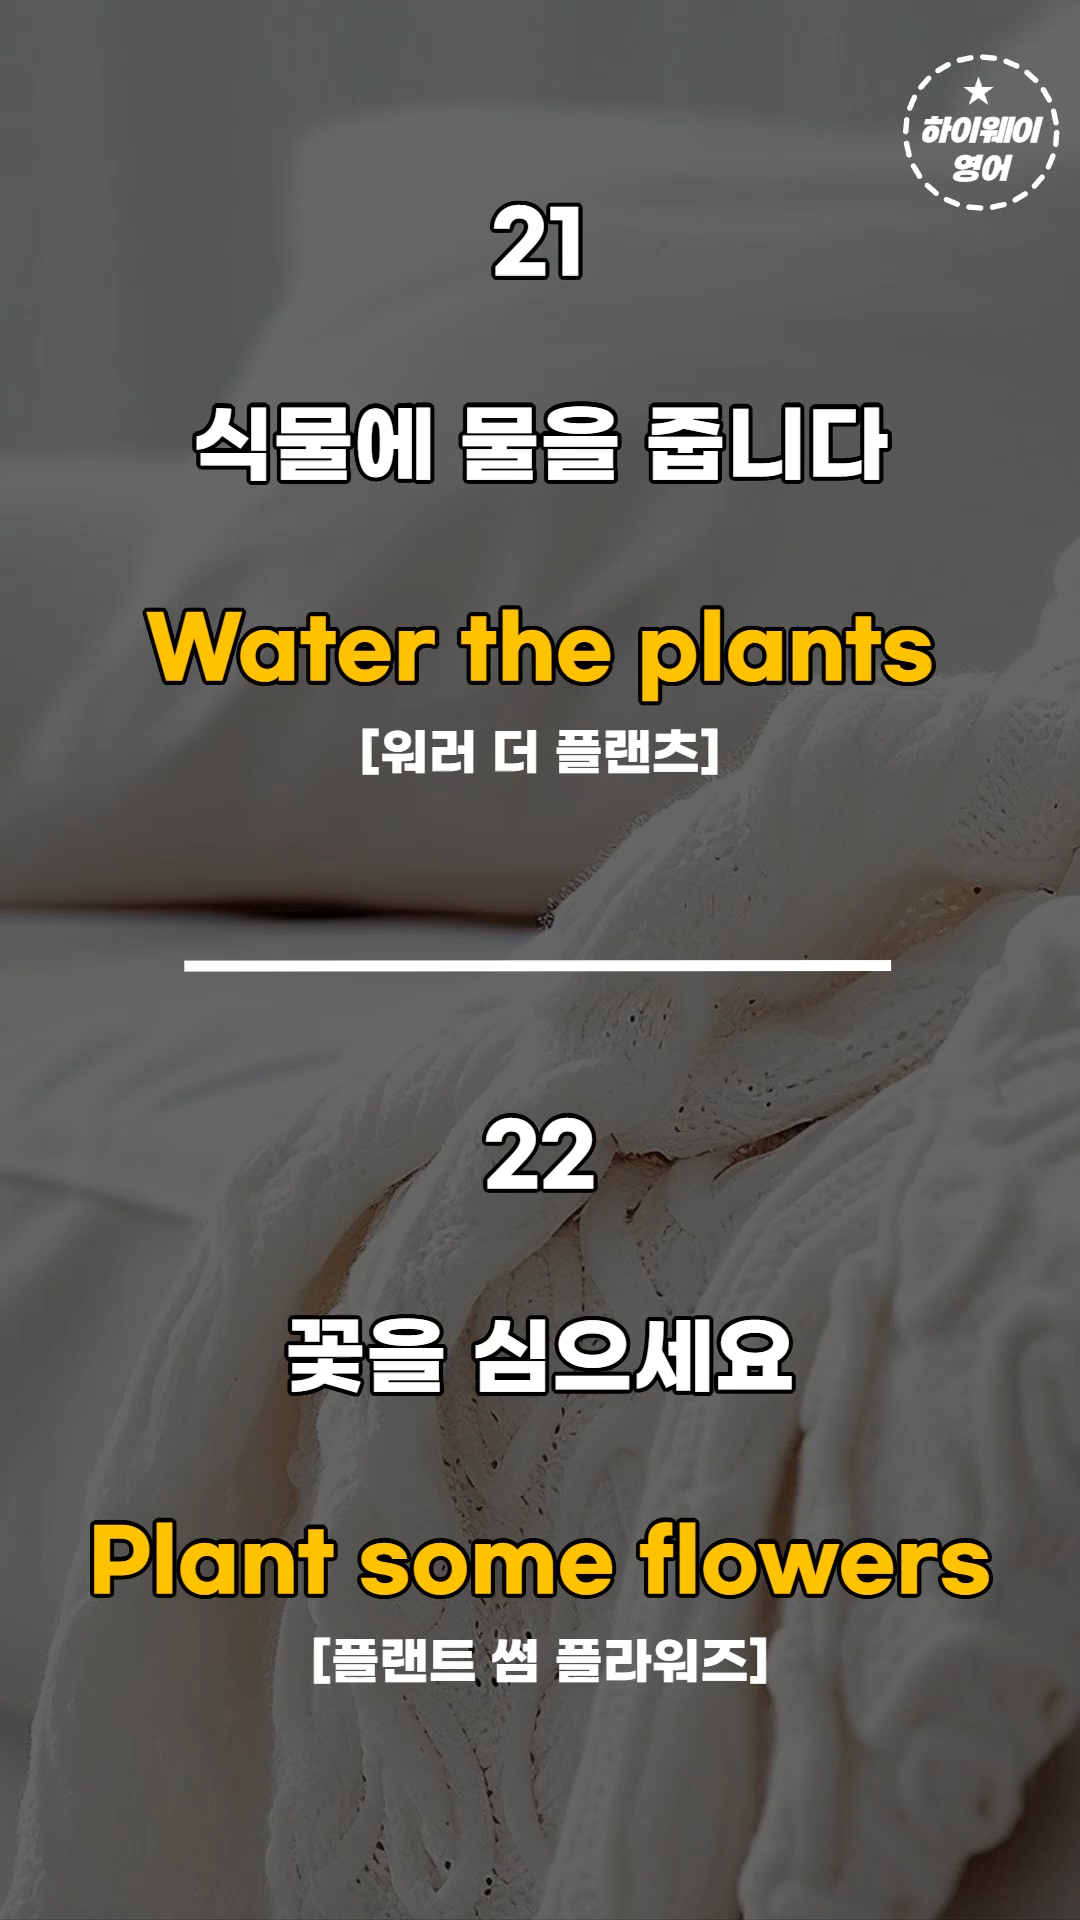 ★
하이웨이
영어
21
식물에 물을 줍니다
Water the plants
[워러 더 플랜츠]
22
꽃을 심으세요
Plant some flowers
[플랜트 썸 플라워즈]